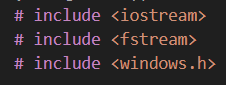 # include <iostream>
# include <fstream>
# include <windows.h>